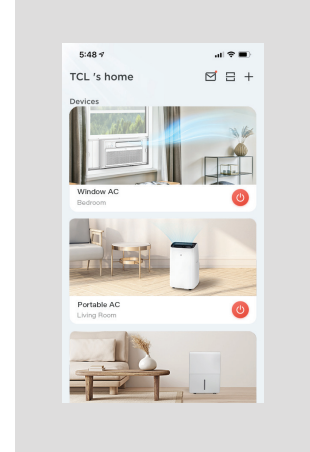 5:48
TCL 's home
Devices
Window AC
Bedroom
Portable AC
Living Room